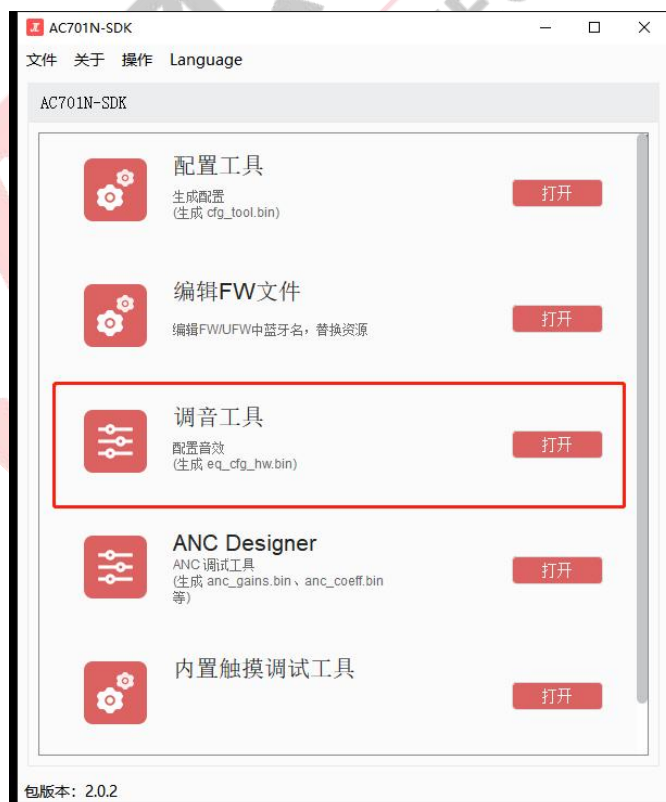 AC701N-SDK
文件 关于 操作 Language
AC701N-SDK
配置工具
生成配置
(生成 cfg_tool.bin)
打开
编辑FW文件
编辑FW/UFW中蓝牙名，替换资源
打开
调音工具
配置音效
(生成 eq_cfg_hw.bin)
打开
ANC Designer
ANC 调试工具
(生成 anc_gains.bin、anc_coeff.bin
等)
打开
内置触摸调试工具
打开
包版本：2.0.2